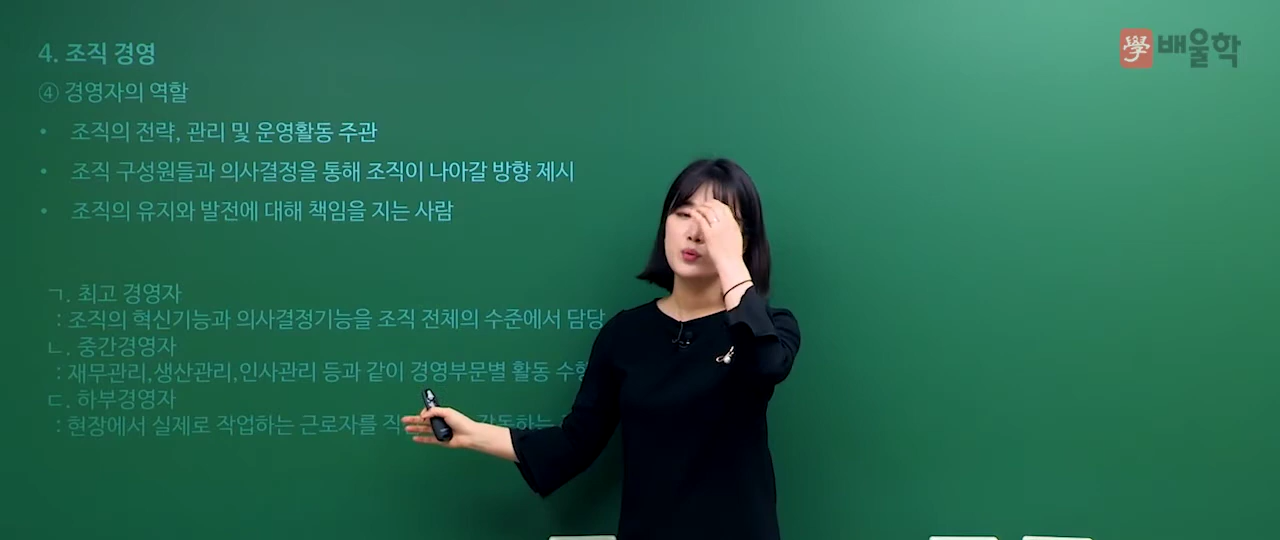 4. 조직 경영
④ 경영자의 역할
• 조직의 전략, 관리 및 운영활동 주관
• 조직 구성원들과 의사결정을 통해 조직이 나아갈 방향 제시
• 조직의 유지와 발전에 대해 책임을 지는 사람
ㄱ. 최고 경영자
: 조직의 혁신기능과 의사결정기능을 조직 전체의 수준에서 담당
ㄴ. 중간경영자
: 재무관리,생산관리,인사관리 등과 같이 경영부문별 활동
ㄷ. 하부경영자
: 현장에서 실제로 작업하는 근로자를
學 배울학